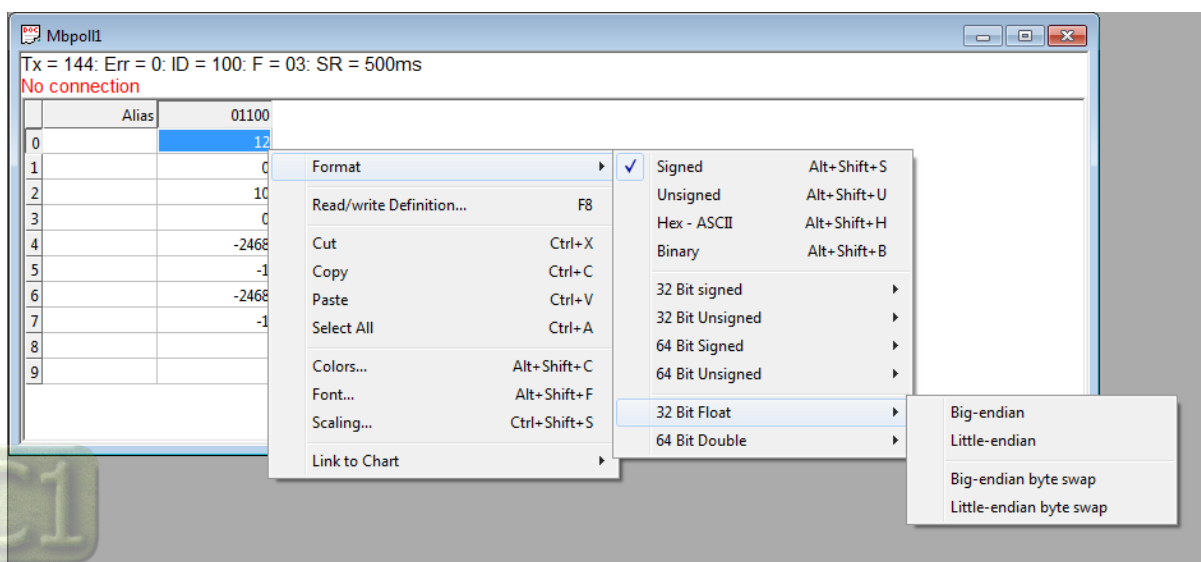 Mbpoll1
Tx = 144: Err = 0: ID = 100: F = 03: SR = 500ms
No connection
Alias 01100
0 12
1 0
2 10
3 0
4 -2468
5 -1
6 -2468
7 -1
8
9
Format
Read/write Definition... F8
Cut Ctrl+X
Copy Ctrl+C
Paste Ctrl+V
Select All Ctrl+A
Colors... Alt+Shift+C
Font... Alt+Shift+F
Scaling... Ctrl+Shift+S
Link to Chart
Signed Alt+Shift+S
Unsigned Alt+Shift+U
Hex - ASCII Alt+Shift+H
Binary Alt+Shift+B
32 Bit signed
32 Bit Unsigned
64 Bit Signed
64 Bit Unsigned
32 Bit Float
64 Bit Double
Big-endian
Little-endian
Big-endian byte swap
Little-endian byte swap
C1